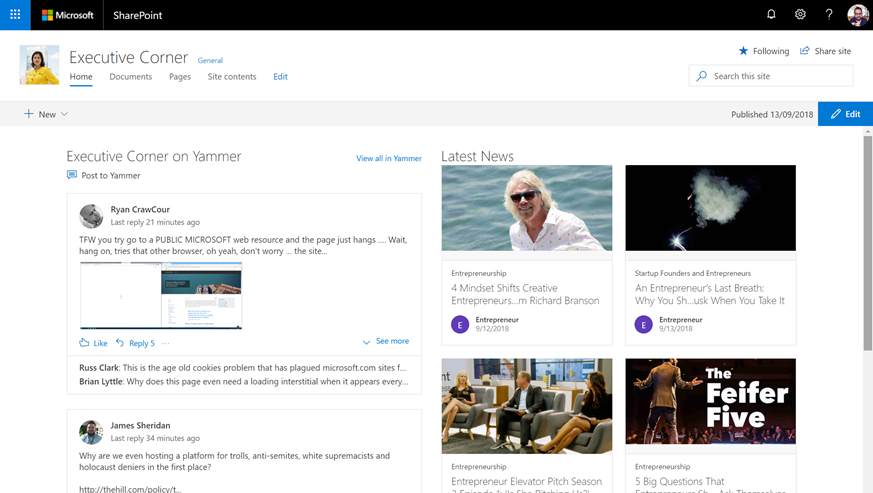 Microsoft
SharePoint
Executive Corner
General
Home
Documents
Pages
Site contents
Edit
Following
Share site
Search this site
New
Published 13/09/2018
Edit
Executive Corner on Yammer
View all in Yammer
Post to Yammer
Ryan CrawCour
Last reply 21 minutes ago
TFW you try go to a PUBLIC MICROSOFT web resource and the page just hangs .... Wait,
hang on, tries that other browser, oh yeah, don't worry ... the site...
Like
Reply 5
...
See more
Russ Clark: This is the age old cookies problem that has plagued microsoft.com sites f...
Brian Lyttle: Why does this page even need a loading interstitial when it appears every...
James Sheridan
Last reply 34 minutes ago
Why are we even hosting a platform for trolls, anti-semites, white supremacists and
holocaust deniers in the first place?
http://thehill.com/policy/t...
Latest News
Entrepreneurship
4 Mindset Shifts Creative
Entrepreneurs...m Richard Branson
E
Entrepreneur
9/12/2018
Startup Founders and Entrepreneurs
An Entrepreneur's Last Breath:
Why You Sh...usk When You Take It
E
Entrepreneur
9/13/2018
Entrepreneurship
Entrepreneur Elevator Pitch Season
The
Feifer
Five
Entrepreneurship
5 Big Questions That